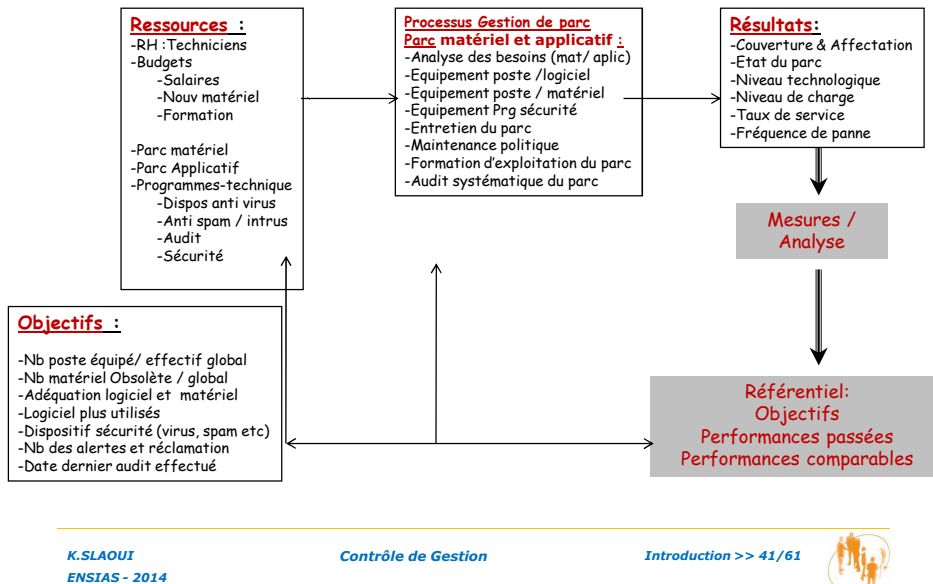 Ressources :
-RH :Techniciens
-Budgets
-Salaires
-Nouv matériel
-Formation
-Parc matériel
-Parc Applicatif
-Programmes-technique
-Dispos anti virus
-Anti spam / intrus
-Audit
-Sécurité
Processus Gestion de parc
Parc matériel et applicatif :
-Analyse des besoins (mat/ aplic)
-Equipement poste /logiciel
-Equipement poste / matériel
-Equipement Prg sécurité
-Entretien du parc
-Maintenance politique
-Formation d'exploitation du parc
-Audit systématique du parc
Résultats:
-Couverture & Affectation
-Etat du parc
-Niveau technologique
-Niveau de charge
-Taux de service
-Fréquence de panne
Mesures /
Analyse
Objectifs :
-Nb poste équipé/ effectif global
-Nb matériel Obsolète / global
-Adéquation logiciel et matériel
-Logiciel plus utilisés
-Dispositif sécurité (virus, spam etc)
-Nb des alertes et réclamation
-Date dernier audit effectué
Référentiel:
Objectifs
Performances passées
Performances comparables
K.SLAOUI
ENSIAS - 2014
Contrôle de Gestion
Introduction >> 41/61